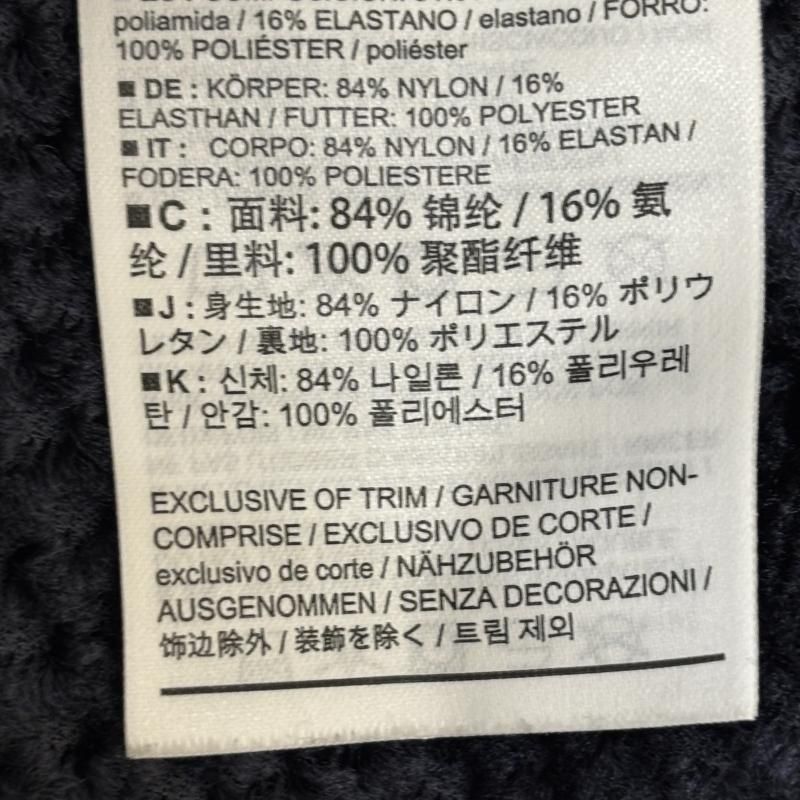 poliamida / 16% ELASTANO / elastano / FORRO:
100% POLIÉSTER / poliéster
■ DE : KÖRPER: 84% NYLON / 16%
ELASTHAN / FUTTER: 100% POLYESTER
■ IT : CORPO: 84% NYLON / 16% ELASTAN /
FODERA: 100% POLIESTERE
■ C : 面料: 84% 锦纶 / 16% 氨
纶 / 里料: 100% 聚酯纤维
■ J : 身生地: 84% ナイロン / 16% ポリウ
レタン / 裏地: 100% ポリエステル
■ K : 신체: 84% 나일론 / 16% 폴리우레
탄 / 안감: 100% 폴리에스터
EXCLUSIVE OF TRIM / GARNITURE NON-
COMPRISE / EXCLUSIVO DE CORTE /
exclusivo de corte / NÄHZUBEHÖR
AUSGENOMMEN / SENZA DECORAZIONI /
饰边除外 / 装飾を除く / 트림 제외